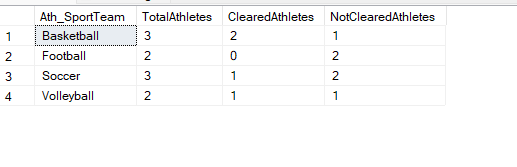 Ath_SportTeam TotalAthletes ClearedAthletes NotClearedAthletes
1 Basketball 3 2 1
2 Football 2 0 2
3 Soccer 3 1 2
4 Volleyball 2 1 1